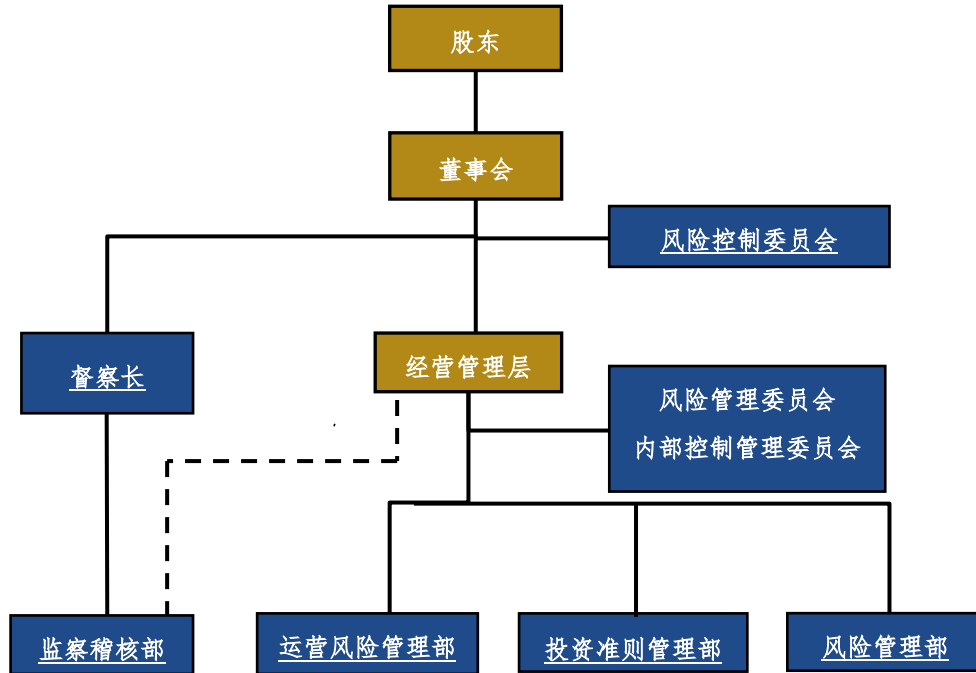 股东
董事会
风险控制委员会
督察长
经营管理层
风险管理委员会
内部控制管理委员会
监察稽核部
运营风险管理部
投资准则管理部
风险管理部